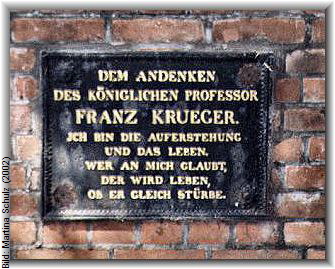 DEM ANDENKEN
DES KÖNIGLICHEN PROFESSOR
FRANZ KRUEGER.
JCH BIN DIE AUFERSTEHUNG
UND DAS LEBEN.
WER AN MICH GLAUBT,
DER WIRD LEBEN,
OB ER GLEICH STÜRBE.
Bild: Martina Schulz (2002)